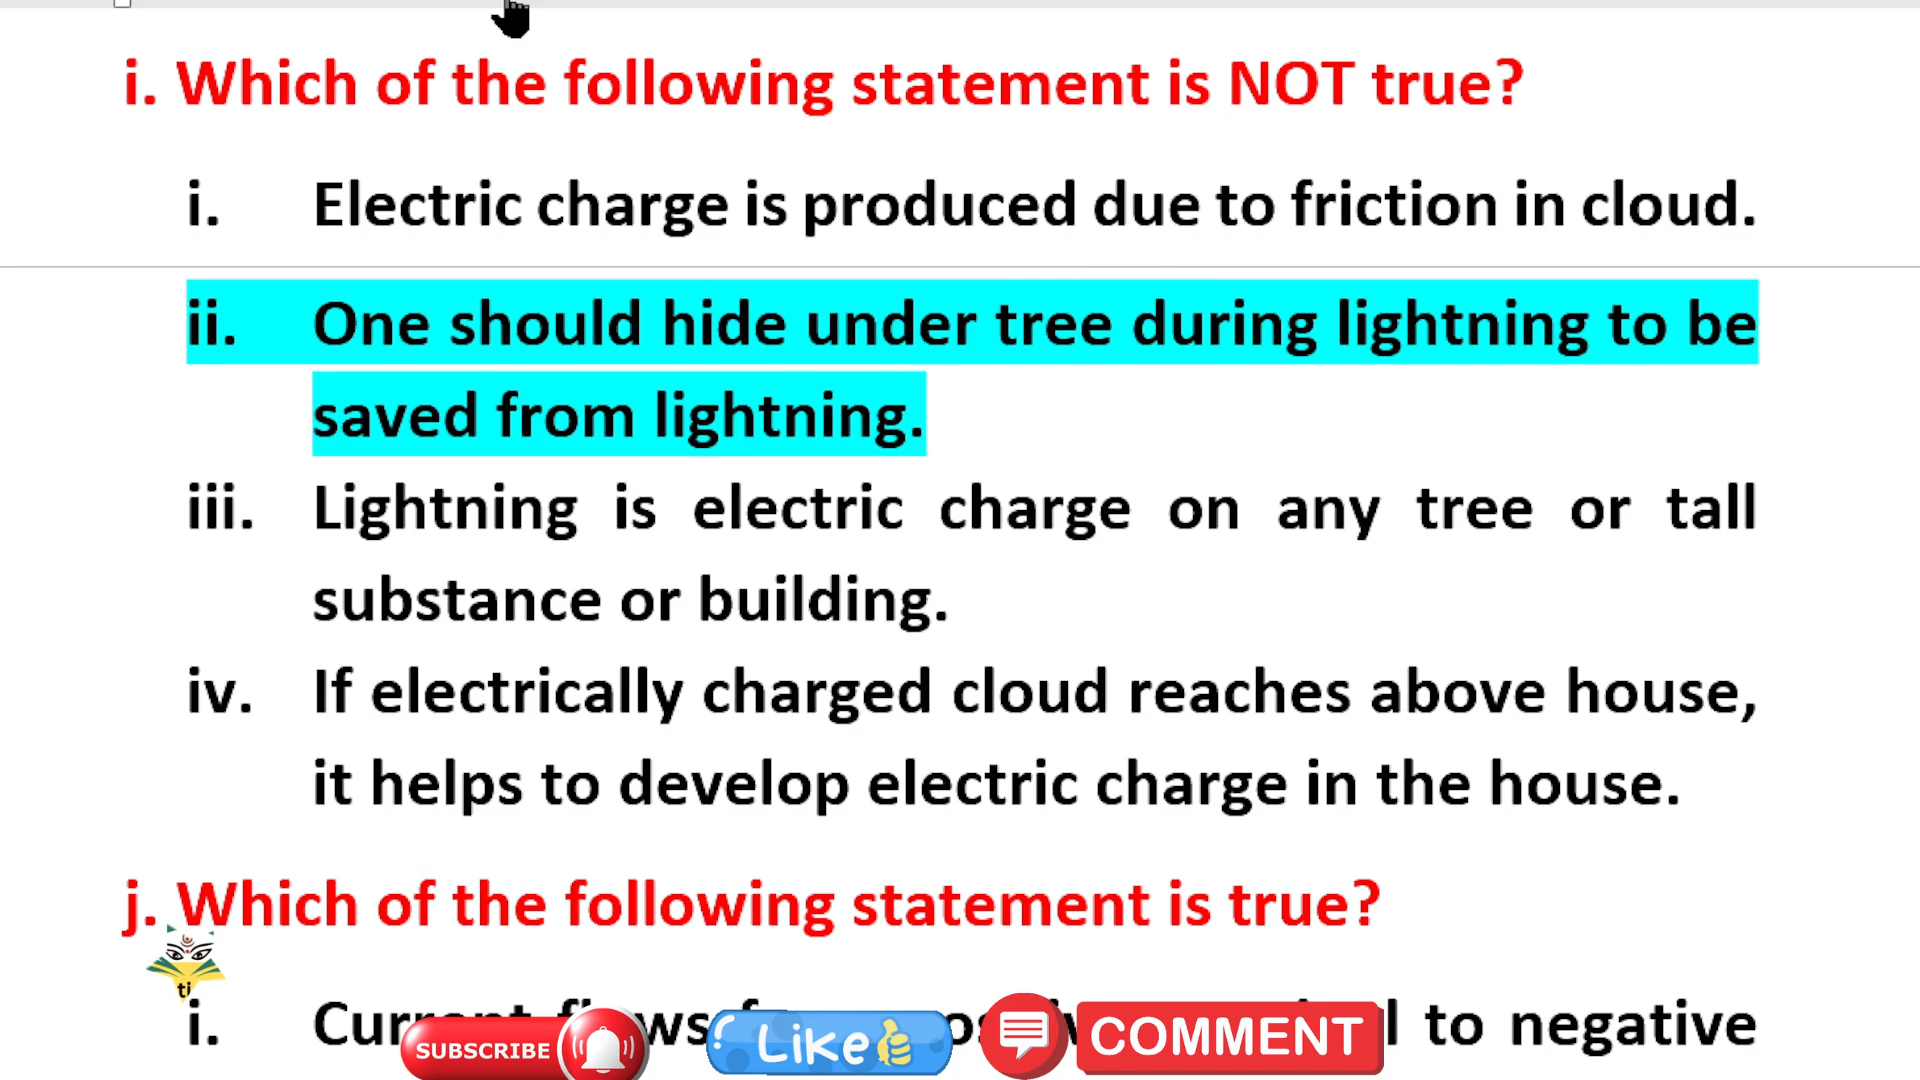 i. Which of the following statement is NOT true?
i. Electric charge is produced due to friction in cloud.
ii. One should hide under tree during lightning to be
saved from lightning.
iii. Lightning is electric charge on any tree or tall
substance or building.
iv. If electrically charged cloud reaches above house,
it helps to develop electric charge in the house.
j. Which of the following statement is true?
ti
i. to negative
SUBSCRIBE
Like
COMMENT